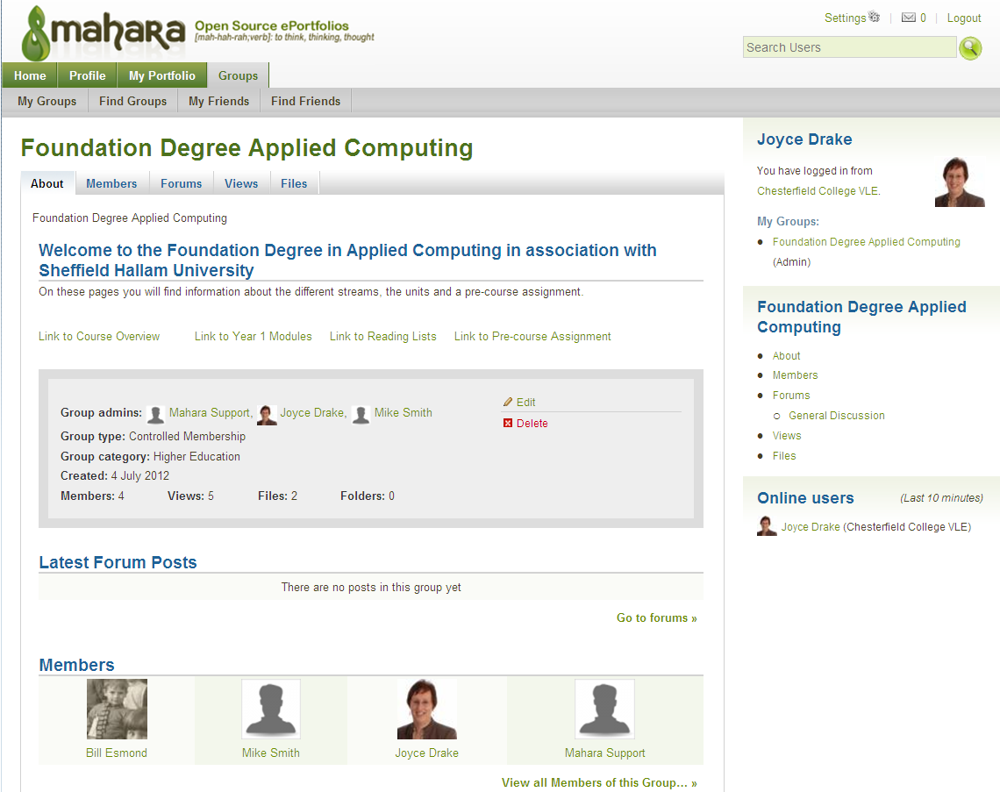 mahara Open Source ePortfolios
[mah-hah-rah;verb]: to think, thinking, thought
Settings | 0 | Logout
Search Users
Home Profile My Portfolio Groups
My Groups Find Groups My Friends Find Friends
Foundation Degree Applied Computing
About Members Forums Views Files
Foundation Degree Applied Computing
Welcome to the Foundation Degree in Applied Computing in association with
Sheffield Hallam University
On these pages you will find information about the different streams, the units and a pre-course assignment.
Link to Course Overview Link to Year 1 Modules Link to Reading Lists Link to Pre-course Assignment
Group admins: Mahara Support, Joyce Drake, Mike Smith
Group type: Controlled Membership
Group category: Higher Education
Created: 4 July 2012
Members: 4 Views: 5 Files: 2 Folders: 0
Edit
Delete
Latest Forum Posts
There are no posts in this group yet
Go to forums »
Members
Bill Esmond Mike Smith Joyce Drake Mahara Support
View all Members of this Group... »
Joyce Drake
You have logged in from
Chesterfield College VLE.
My Groups:
• Foundation Degree Applied Computing
(Admin)
Foundation Degree Applied
Computing
• About
• Members
• Forums
○ General Discussion
• Views
• Files
Online users (Last 10 minutes)
Joyce Drake (Chesterfield College VLE)